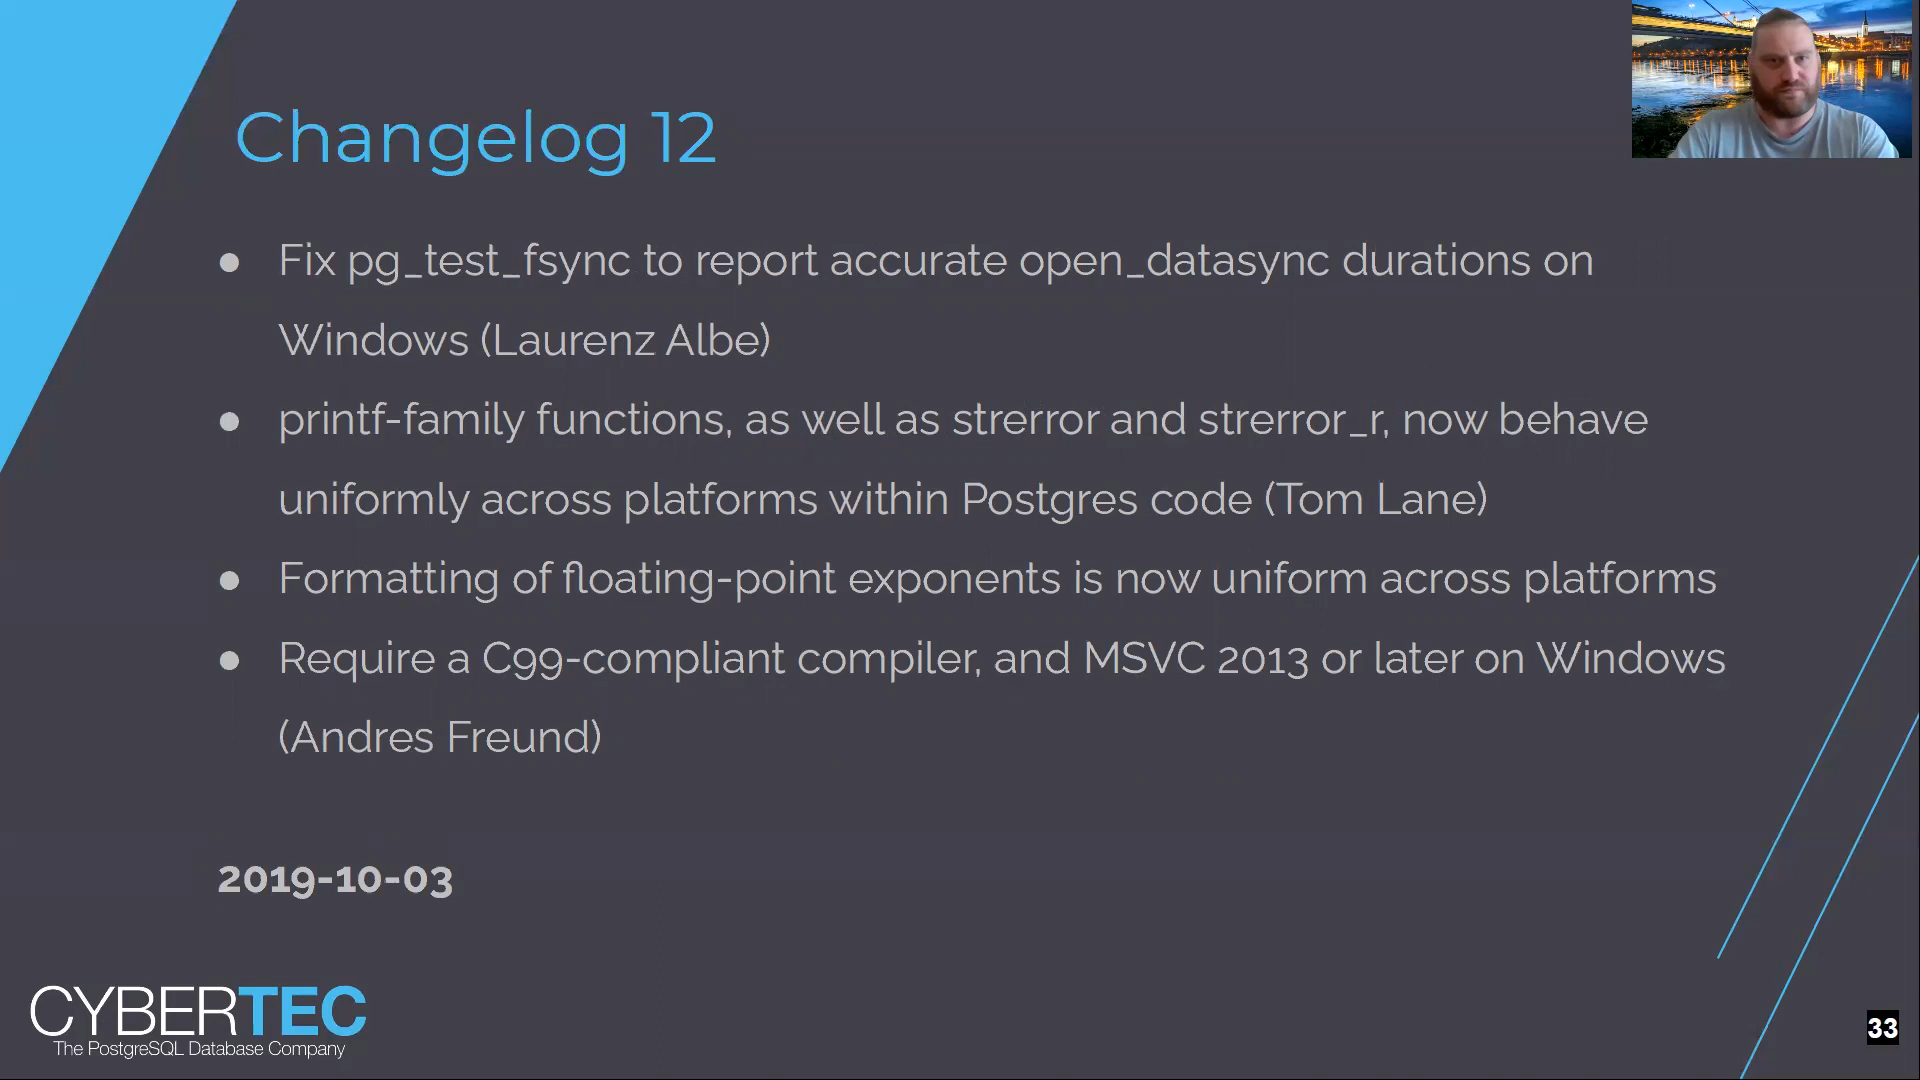 Changelog 12
● Fix pg_test_fsync to report accurate open_datasync durations on
Windows (Laurenz Albe)
● printf-family functions, as well as strerror and strerror_r, now behave
uniformly across platforms within Postgres code (Tom Lane)
● Formatting of floating-point exponents is now uniform across platforms
● Require a C99-compliant compiler, and MSVC 2013 or later on Windows
(Andres Freund)
2019-10-03
CYBERTEC
The PostgreSQL Database Company
33